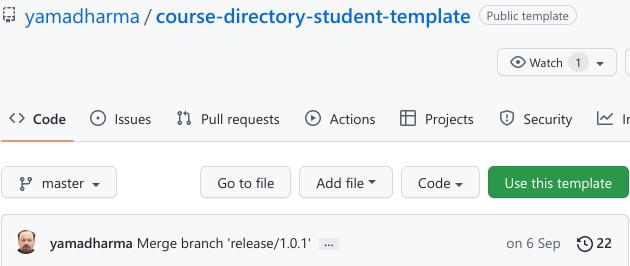 yamadharma / course-directory-student-template Public template
Watch 1
Code Issues Pull requests Actions Projects Security
master Go to file Add file Code Use this template
yamadharma Merge branch 'release/1.0.1' ... on 6 Sep 22